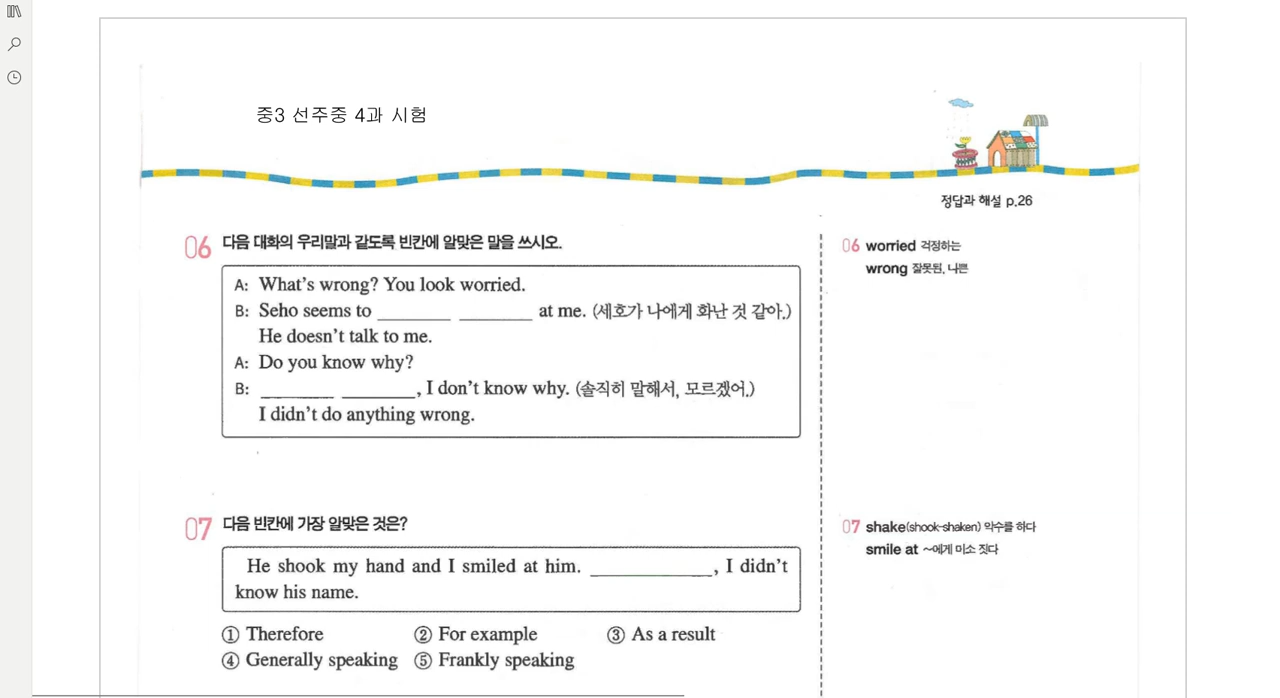 중3 선주중 4과 시험
정답과 해설 p.26
06 다음 대화의 우리말과 같도록 빈칸에 알맞은 말을 쓰시오.
A: What's wrong? You look worried.
B: Seho seems to ________ ________ at me. (세호가 나에게 화난 것 같아.)
He doesn't talk to me.
A: Do you know why?
B: ________ ________, I don't know why. (솔직히 말해서, 모르겠어.)
I didn't do anything wrong.
06 worried 걱정하는
wrong 잘못된, 나쁜
07 다음 빈칸에 가장 알맞은 것은?
He shook my hand and I smiled at him. ____________, I didn't
know his name.
① Therefore ② For example ③ As a result
④ Generally speaking ⑤ Frankly speaking
07 shake(shook-shaken) 악수를 하다
smile at ~에게 미소 짓다